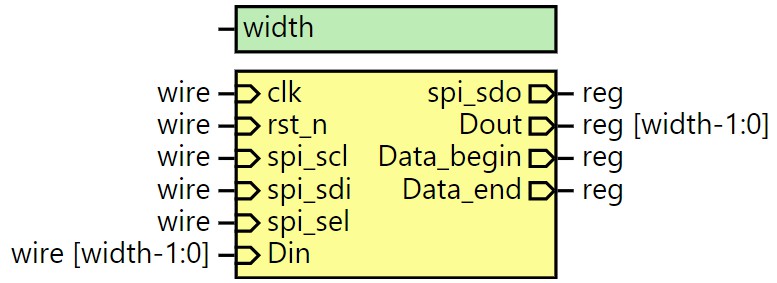 width
wire clk spi_sdo reg
wire rst_n Dout reg [width-1:0]
wire spi_scl Data_begin reg
wire spi_sdi Data_end reg
wire spi_sel
wire [width-1:0] Din